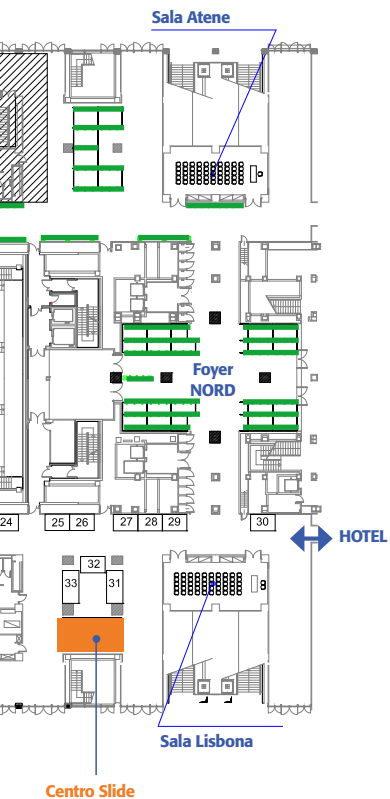 Sala Atene
Foyer
NORD
24 25 26 27 28 29 30
HOTEL
32
33 31
Sala Lisbona
Centro Slide